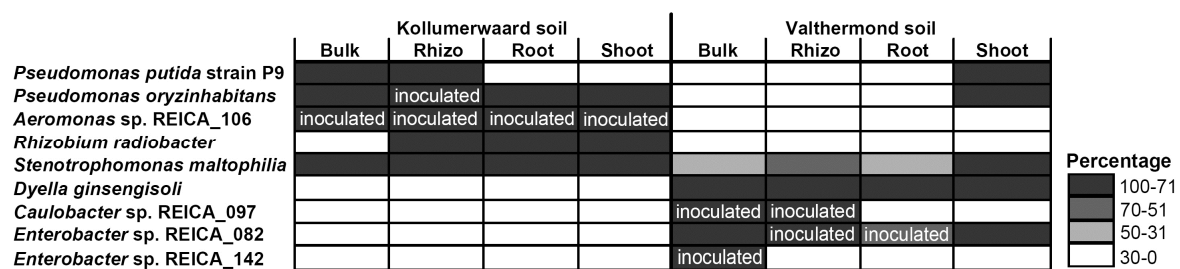 Kollumerwaard soil Valthermond soil
Bulk Rhizo Root Shoot Bulk Rhizo Root Shoot
Pseudomonas putida strain P9
Pseudomonas oryzinhabitans inoculated
Aeromonas sp. REICA_106 inoculated inoculated inoculated inoculated
Rhizobium radiobacter
Stenotrophomonas maltophilia
Dyella ginsengisoli
Caulobacter sp. REICA_097 inoculated inoculated
Enterobacter sp. REICA_082 inoculated inoculated
Enterobacter sp. REICA_142 inoculated
Percentage
100-71
70-51
50-31
30-0